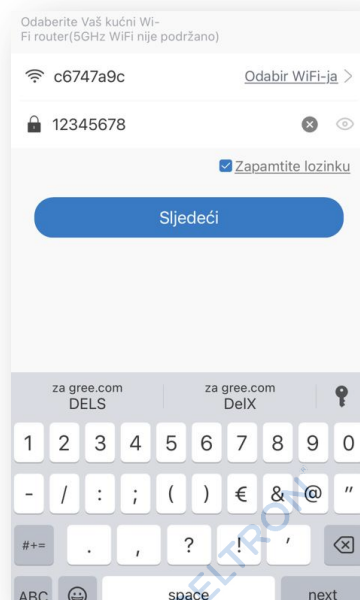 Odaberite Vaš kućni Wi-
Fi router(5GHz WiFi nije podržano)
c6747a9c
Odabir WiFi-ja >
12345678
Zapamtite lozinku
Sljedeći
za gree.com
DELS
za gree.com
DelX
1 2 3 4 5 6 7 8 9 0
- / : ; ( ) € & @ "
#+= . , ? ! '
ABC space next
ELTRON